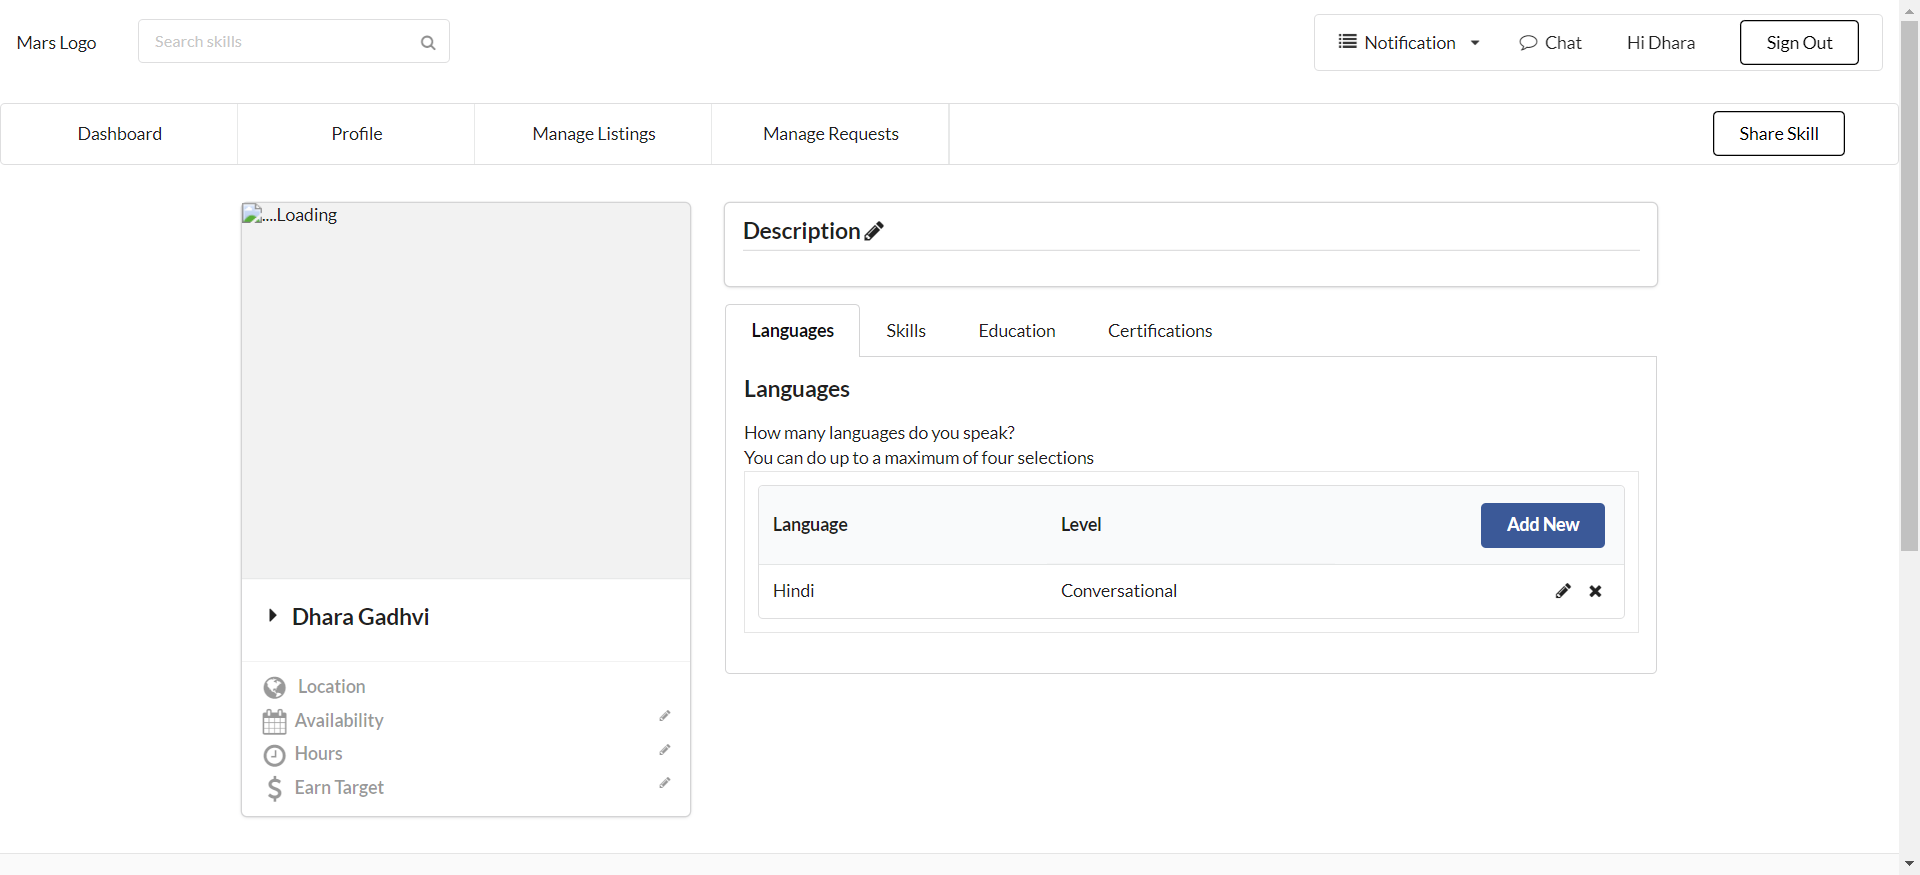 Mars Logo
Search skills
Notification
Chat
Hi Dhara
Sign Out
Dashboard
Profile
Manage Listings
Manage Requests
Share Skill
....Loading
Dhara Gadhvi
Location
Availability
Hours
Earn Target
Description
Languages
Skills
Education
Certifications
Languages
How many languages do you speak?
You can do up to a maximum of four selections
Language
Level
Add New
Hindi
Conversational